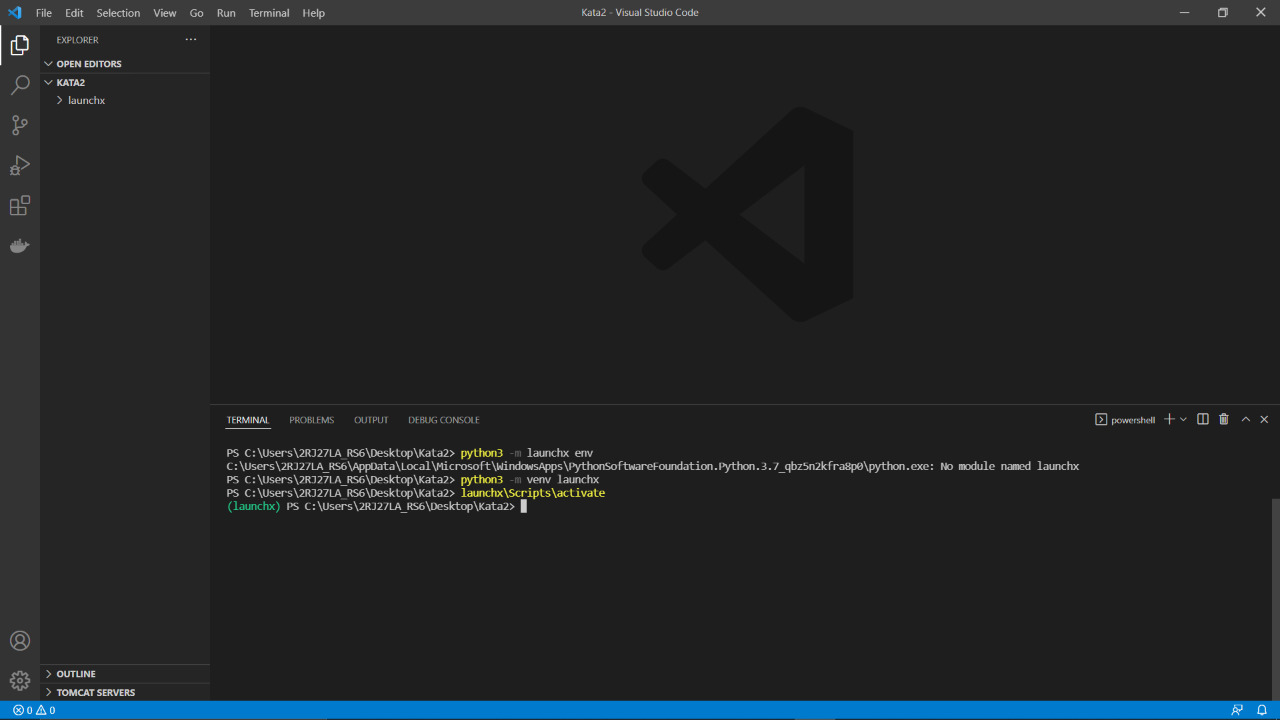 File Edit Selection View Go Run Terminal Help
Kata2 - Visual Studio Code
EXPLORER
OPEN EDITORS
KATA2
launchx
TERMINAL PROBLEMS OUTPUT DEBUG CONSOLE
powershell
PS C:\Users\2RJ27LA_RS6\Desktop\Kata2> python3 -m launchx env
C:\Users\2RJ27LA_RS6\AppData\Local\Microsoft\WindowsApps\PythonSoftwareFoundation.Python.3.7_qbz5n2kfra8p0\python.exe: No module named launchx
PS C:\Users\2RJ27LA_RS6\Desktop\Kata2> python3 -m venv launchx
PS C:\Users\2RJ27LA_RS6\Desktop\Kata2> launchx\Scripts\activate
(launchx) PS C:\Users\2RJ27LA_RS6\Desktop\Kata2>
OUTLINE
TOMCAT SERVERS
0 0